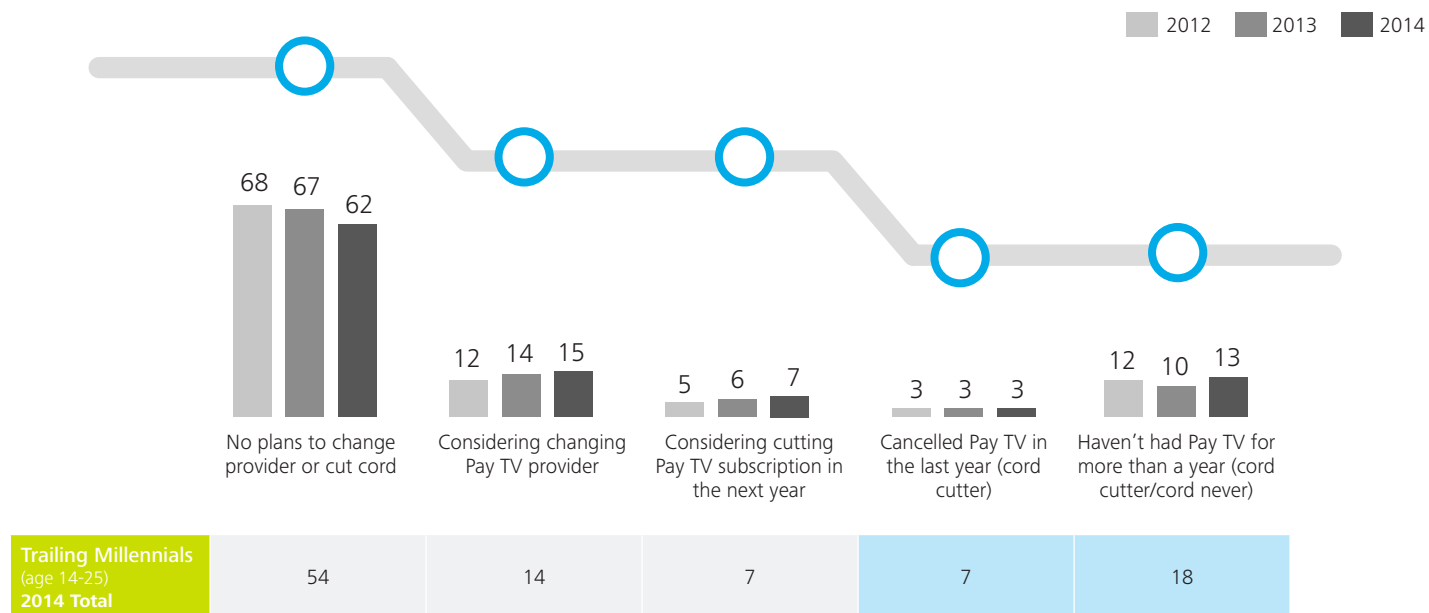 2012 2013 2014
68 67 62
12 14 15
5 6 7
3 3 3
12 10 13
No plans to change
provider or cut cord
Considering changing
Pay TV provider
Considering cutting
Pay TV subscription in
the next year
Cancelled Pay TV in
the last year (cord
cutter)
Haven’t had Pay TV for
more than a year (cord
cutter/cord never)
Trailing Millennials
(age 14-25)
2014 Total
54 14 7 7 18